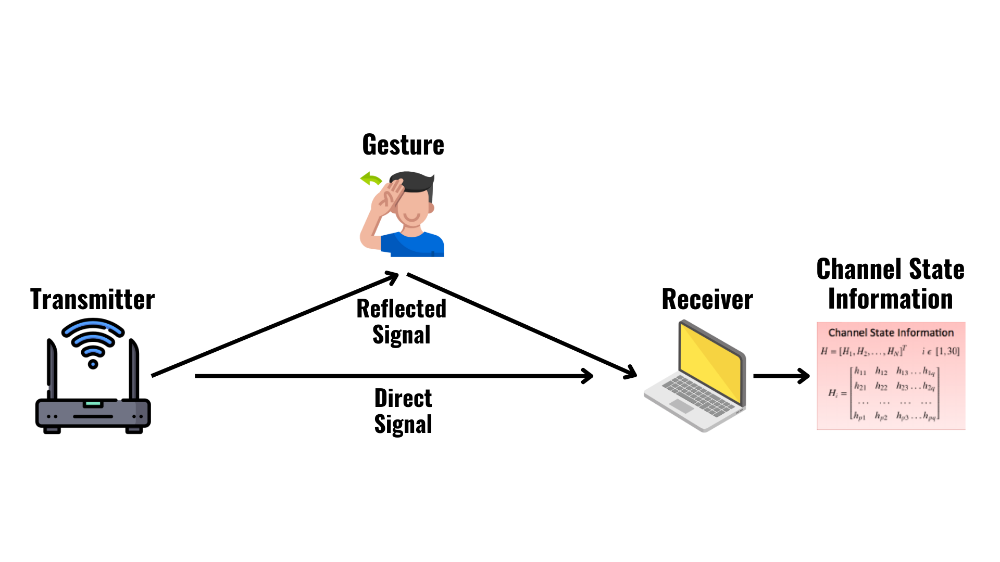 Gesture
Transmitter
Reflected
Signal
Direct
Signal
Receiver
Channel State
Information
Channel State Information
H = [H₁, H₂, . . . , H_N]ᵀ i ϵ [1, 30]
h₁₁ h₁₂ h₁₃ . . . h₁q
h₂₁ h₂₂ h₂₃ . . . h₂q
Hᵢ =
. . . . . . . . . . . .
hₚ₁ hₚ₂ hₚ₃ . . . hₚq